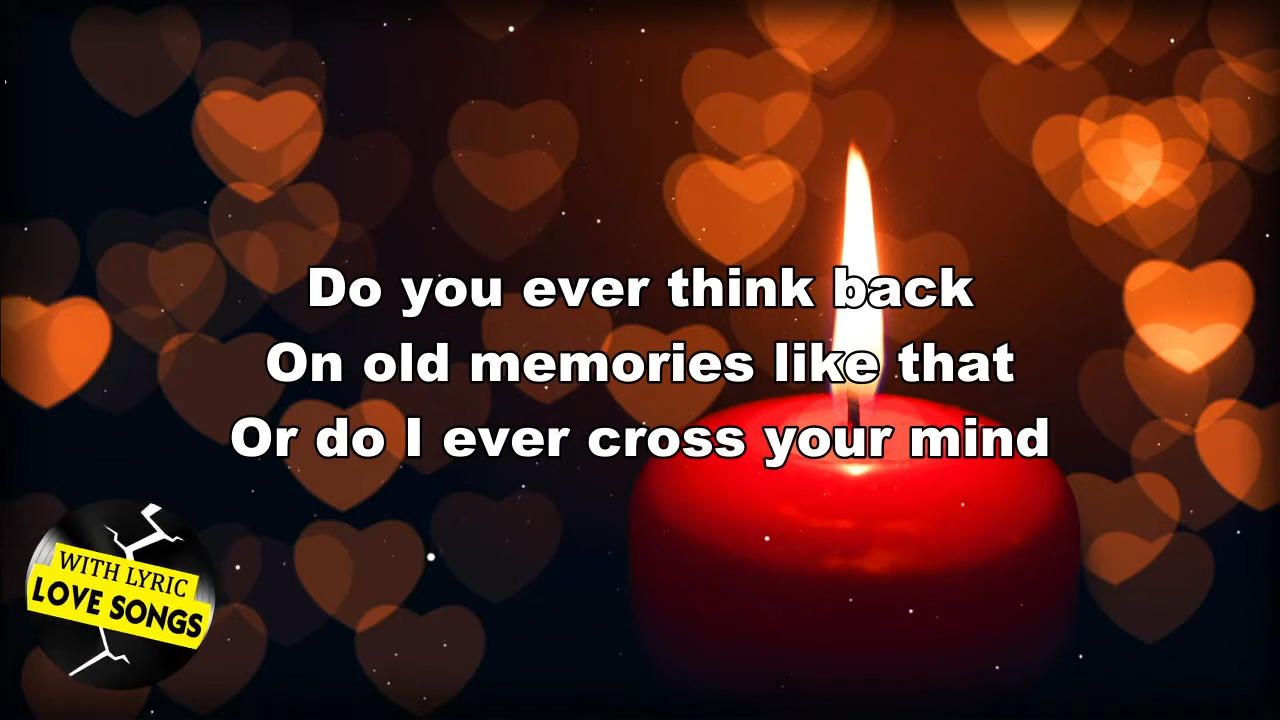 Do you ever think back
On old memories like that
Or do I ever cross your mind
WITH LYRIC
LOVE SONGS